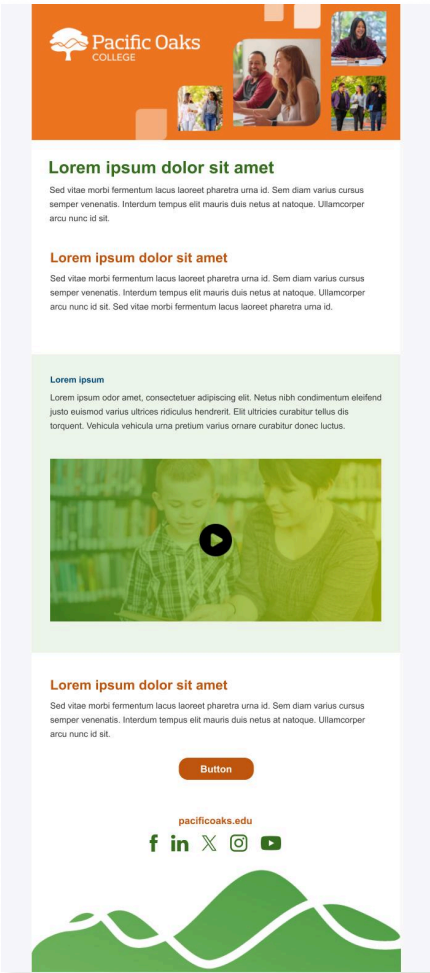 Pacific Oaks
COLLEGE
Lorem ipsum dolor sit amet
Sed vitae morbi fermentum lacus laoreet pharetra urna id. Sem diam varius cursus
semper venenatis. Interdum tempus elit mauris duis netus at natoque. Ullamcorper
arcu nunc id sit.
Lorem ipsum dolor sit amet
Sed vitae morbi fermentum lacus laoreet pharetra urna id. Sem diam varius cursus
semper venenatis. Interdum tempus elit mauris duis netus at natoque. Ullamcorper
arcu nunc id sit. Sed vitae morbi fermentum lacus laoreet pharetra urna id.
Lorem ipsum
Lorem ipsum odor amet, consectetuer adipiscing elit. Netus nibh condimentum eleifend
justo euismod varius ultrices ridiculus hendrerit. Elit ultricies curabitur tellus dis
torquent. Vehicula vehicula urna pretium varius ornare curabitur donec luctus.
Lorem ipsum dolor sit amet
Sed vitae morbi fermentum lacus laoreet pharetra urna id. Sem diam varius cursus
semper venenatis. Interdum tempus elit mauris duis netus at natoque. Ullamcorper
arcu nunc id sit.
Button
pacificoaks.edu